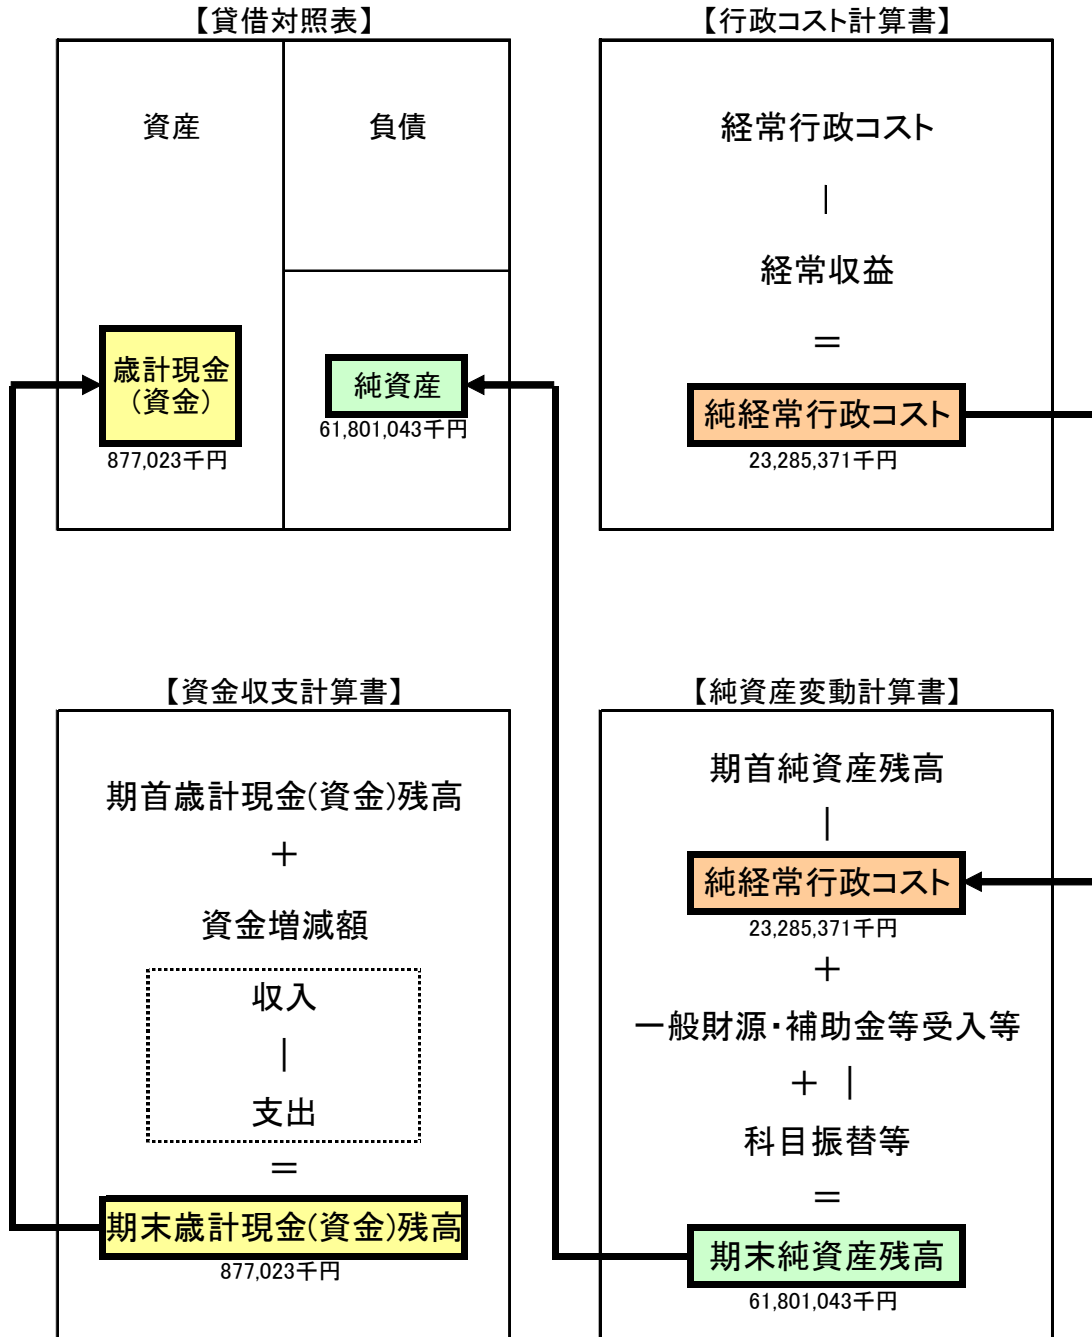 【貸借対照表】
資産
負債
歳計現金
(資金)
877,023千円
純資産
61,801,043千円
【行政コスト計算書】
経常行政コスト
|
経常収益
＝
純経常行政コスト
23,285,371千円
【資金収支計算書】
期首歳計現金(資金)残高
＋
資金増減額
収入
|
支出
＝
期末歳計現金(資金)残高
877,023千円
【純資産変動計算書】
期首純資産残高
|
純経常行政コスト
23,285,371千円
＋
一般財源・補助金等受入等
＋ |
科目振替等
＝
期末純資産残高
61,801,043千円